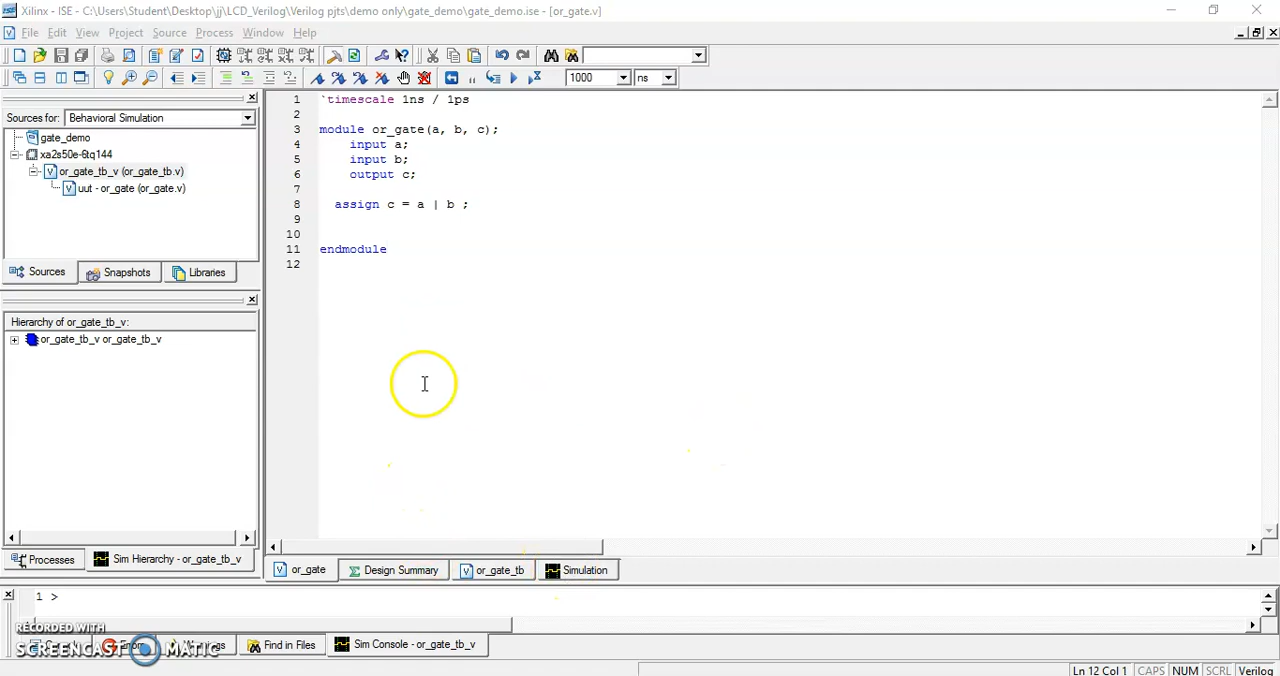 Xilinx - ISE - C:\Users\Student\Desktop\jj\LCD_Verilog\Verilog pjts\demo only\gate_demo\gate_demo.ise - [or_gate.v]
File Edit View Project Source Process Window Help
1000 ns
Sources for: Behavioral Simulation
gate_demo
xa2s50e-6tq144
or_gate_tb_v (or_gate_tb.v)
uut - or_gate (or_gate.v)
Sources Snapshots Libraries
Hierarchy of or_gate_tb_v:
or_gate_tb_v or_gate_tb_v
Processes Sim Hierarchy - or_gate_tb_v
1 `timescale 1ns / 1ps
2
3 module or_gate(a, b, c);
4 input a;
5 input b;
6 output c;
7
8 assign c = a | b ;
9
10
11 endmodule
12
or_gate Design Summary or_gate_tb Simulation
1 >
RECORDED WITH
SCREENCAST MATIC
Find in Files Sim Console - or_gate_tb_v
Ln 12 Col 1 CAPS NUM SCRL Verilog